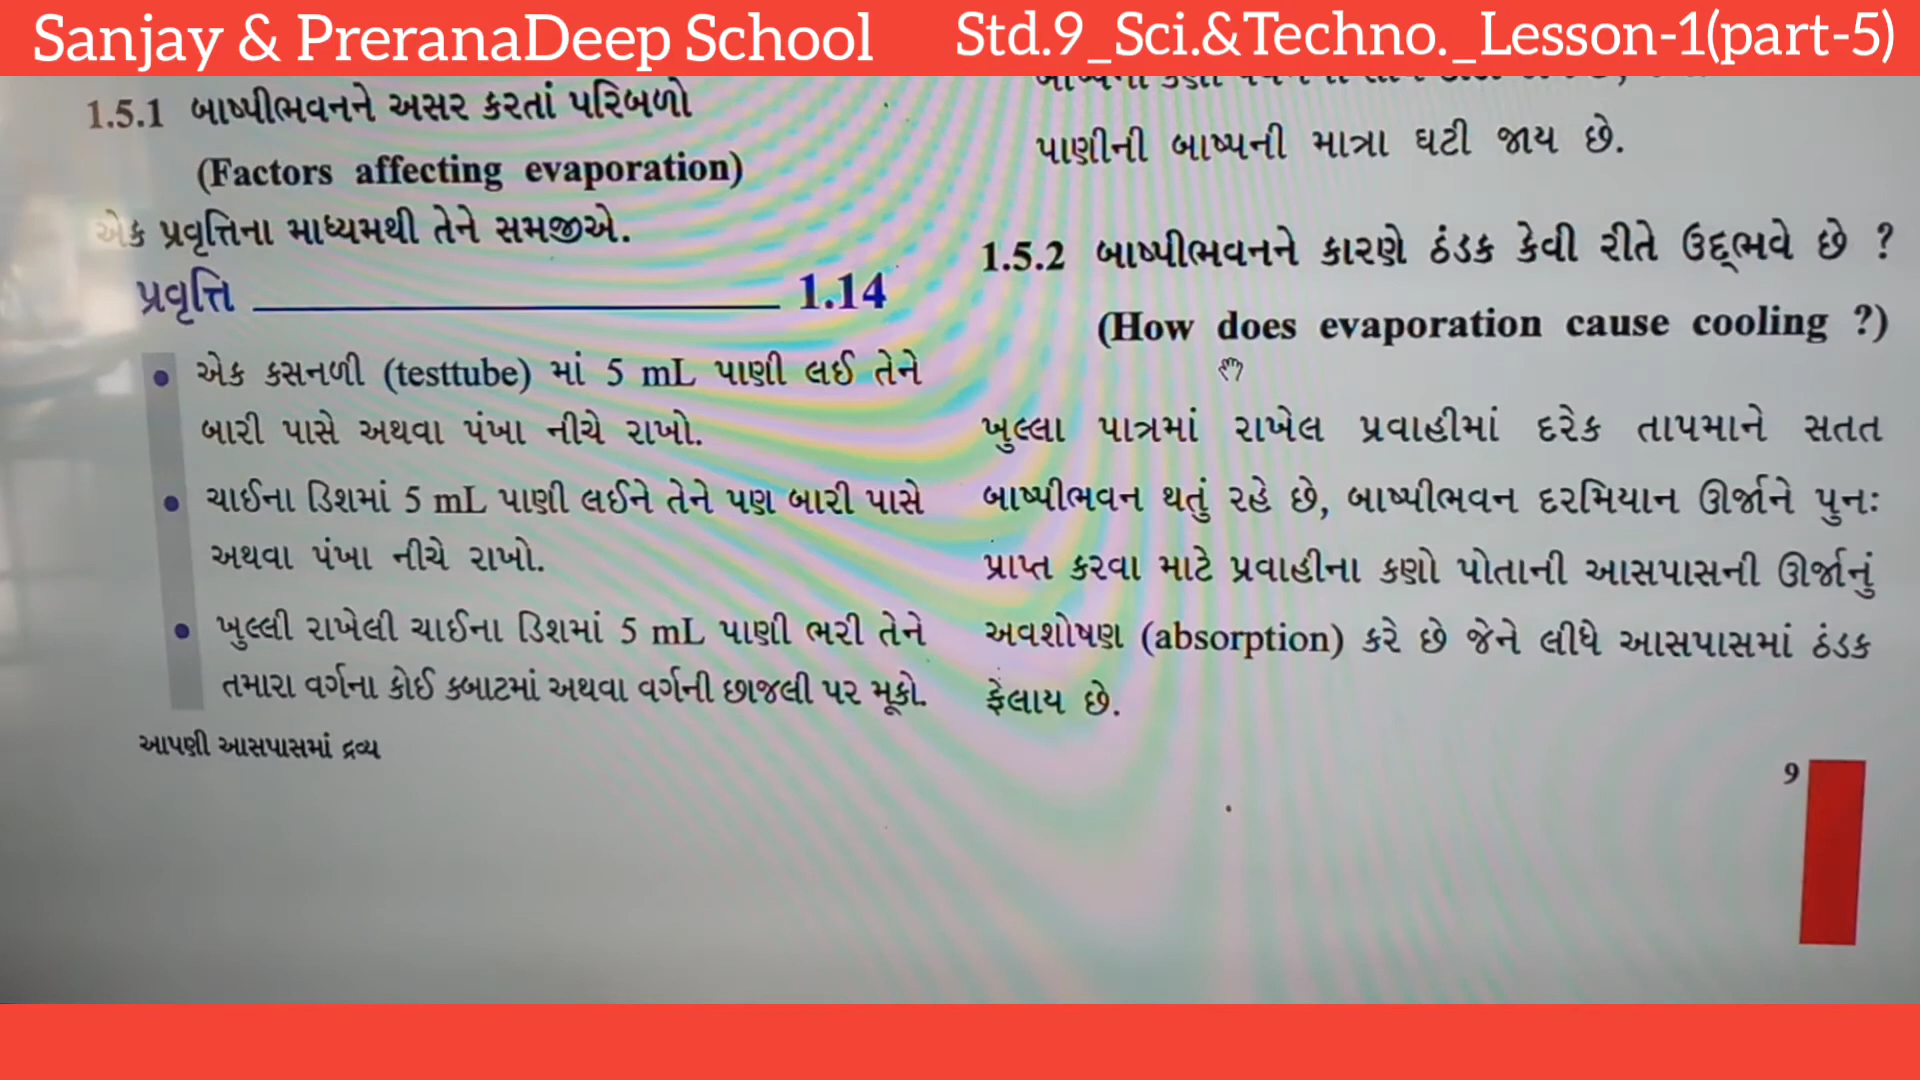 Sanjay & PreranaDeep School
Std.9_Sci.&Techno._Lesson-1(part-5)
1.5.1 બાષ્પીભવનને અસર કરતાં પરિબળો
(Factors affecting evaporation)
એક પ્રવૃત્તિના માધ્યમથી તેને સમજીએ.
પ્રવૃત્તિ 1.14
• એક કસનળી (testtube) માં 5 mL પાણી લઈ તેને
બારી પાસે અથવા પંખા નીચે રાખો.
• ચાઈના ડિશમાં 5 mL પાણી લઈને તેને પણ બારી પાસે
અથવા પંખા નીચે રાખો.
• ખુલ્લી રાખેલી ચાઈના ડિશમાં 5 mL પાણી ભરી તેને
તમારા વર્ગના કોઈ કબાટમાં અથવા વર્ગની છાજલી પર મૂકો.
આપણી આસપાસમાં દ્રવ્ય
પાણીની બાષ્પની માત્રા ઘટી જાય છે.
1.5.2 બાષ્પીભવનને કારણે ઠંડક કેવી રીતે ઉદ્ભવે છે ?
(How does evaporation cause cooling ?)
ખુલ્લા પાત્રમાં રાખેલ પ્રવાહીમાં દરેક તાપમાને સતત
બાષ્પીભવન થતું રહે છે, બાષ્પીભવન દરમિયાન ઊર્જાને પુનઃ
પ્રાપ્ત કરવા માટે પ્રવાહીના કણો પોતાની આસપાસની ઊર્જાનું
અવશોષણ (absorption) કરે છે જેને લીધે આસપાસમાં ઠંડક
ફેલાય છે.
9